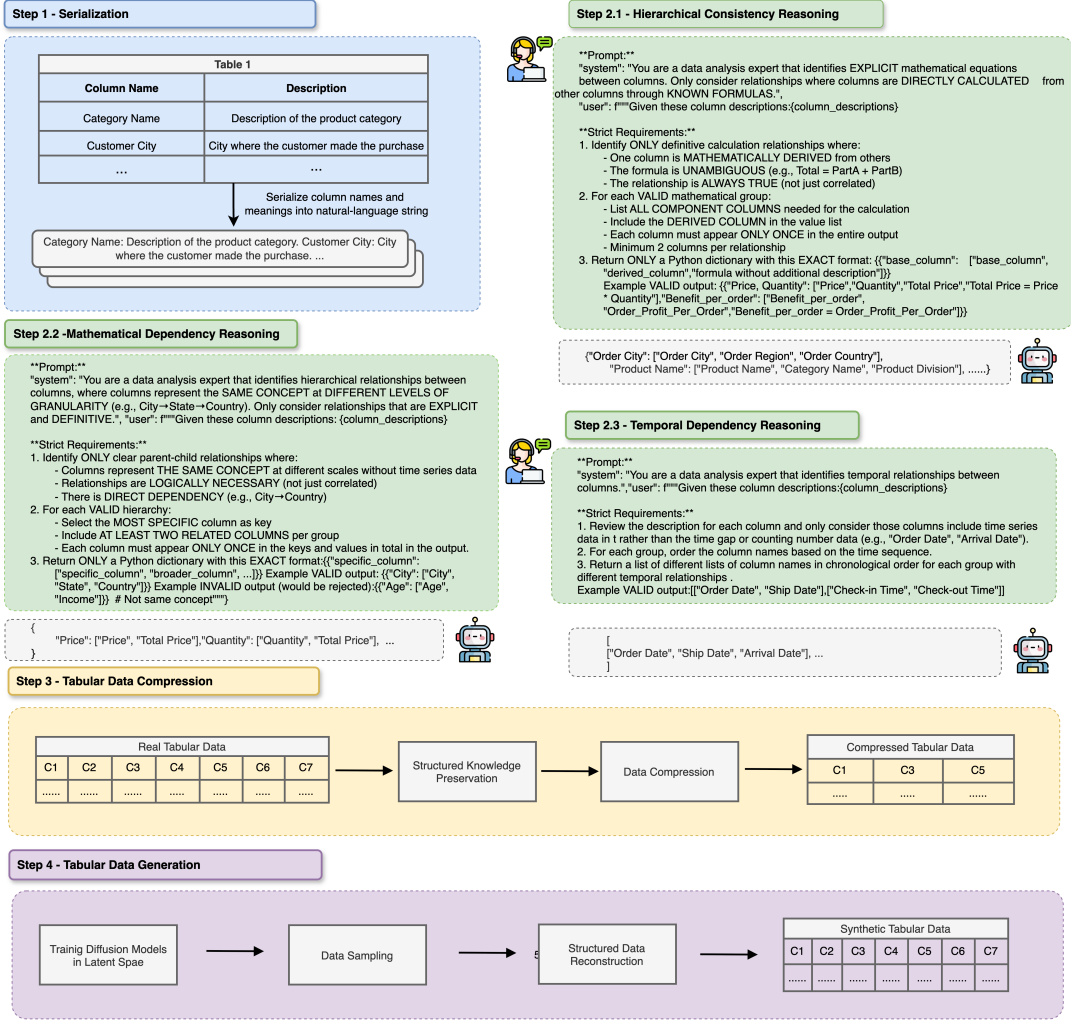 Step 1 - Serialization
Table 1
Column Name Description
Category Name Description of the product category
Customer City City where the customer made the purchase
... ...
Serialize column names and
meanings into natural-language string
Category Name: Description of the product category. Customer City: City
where the customer made the purchase. ...
Step 2.1 - Hierarchical Consistency Reasoning
**Prompt:**
"system": "You are a data analysis expert that identifies EXPLICIT mathematical equations
between columns. Only consider relationships where columns are DIRECTLY CALCULATED from
other columns through KNOWN FORMULAS.",
"user": f"""Given these column descriptions:{column_descriptions}
**Strict Requirements:**
1. Identify ONLY definitive calculation relationships where:
- One column is MATHEMATICALLY DERIVED from others
- The formula is UNAMBIGUOUS (e.g., Total = PartA + PartB)
- The relationship is ALWAYS TRUE (not just correlated)
2. For each VALID mathematical group:
- List ALL COMPONENT COLUMNS needed for the calculation
- Include the DERIVED COLUMN in the value list
- Each column must appear ONLY ONCE in the entire output
- Minimum 2 columns per relationship
3. Return ONLY a Python dictionary with this EXACT format: {{"base_column": ["base_column",
"derived_column","formula without additional description"]}}
Example VALID output: {{"Price, Quantity": ["Price","Quantity","Total Price","Total Price = Price
* Quantity"],"Benefit_per_order": ["Benefit_per_order",
"Order_Profit_Per_Order","Benefit_per_order = Order_Profit_Per_Order"]}}
{"Order City": ["Order City", "Order Region", "Order Country"],
"Product Name": ["Product Name", "Category Name", "Product Division"], ......}
Step 2.2 -Mathematical Dependency Reasoning
**Prompt:**
"system": "You are a data analysis expert that identifies hierarchical relationships between
columns, where columns represent the SAME CONCEPT at DIFFERENT LEVELS OF
GRANULARITY (e.g., City→State→Country). Only consider relationships that are EXPLICIT
and DEFINITIVE.", "user": f"""Given these column descriptions: {column_descriptions}
**Strict Requirements:**
1. Identify ONLY clear parent-child relationships where:
- Columns represent THE SAME CONCEPT at different scales without time series data
- Relationships are LOGICALLY NECESSARY (not just correlated)
- There is DIRECT DEPENDENCY (e.g., City→Country)
2. For each VALID hierarchy:
- Select the MOST SPECIFIC column as key
- Include AT LEAST TWO RELATED COLUMNS per group
- Each column must appear ONLY ONCE in the keys and values in total in the output.
3. Return ONLY a Python dictionary with this EXACT format:{{"specific_column":
["specific_column", "broader_column", ...]}} Example VALID output: {{"City": ["City",
"State", "Country"]}} Example INVALID output (would be rejected):{{"Age": ["Age",
"Income"]}} # Not same concept"""}
{
"Price": ["Price", "Total Price"],"Quantity": ["Quantity", "Total Price"], ...
}
Step 2.3 - Temporal Dependency Reasoning
**Prompt:**
"system": "You are a data analysis expert that identifies temporal relationships between
columns.","user": f"""Given these column descriptions:{column_descriptions}
**Strict Requirements:**
1. Review the description for each column and only consider those columns include time series
data in t rather than the time gap or counting number data (e.g., "Order Date", "Arrival Date").
2. For each group, order the column names based on the time sequence.
3. Return a list of different lists of column names in chronological order for each group with
different temporal relationships .
Example VALID output:[["Order Date", "Ship Date"],["Check-in Time", "Check-out Time"]]
[
["Order Date", "Ship Date", "Arrival Date"], ...
]
Step 3 - Tabular Data Compression
Real Tabular Data
C1 C2 C3 C4 C5 C6 C7
...... ..... ..... ..... ...... ..... ......
Structured Knowledge
Preservation
Data Compression
Compressed Tabular Data
C1 C3 C5
..... ..... ......
Step 4 - Tabular Data Generation
Trainig Diffusion Models
in Latent Spae
Data Sampling
Structured Data
Reconstruction
Synthetic Tabular Data
C1 C2 C3 C4 C5 C6 C7
...... ..... ..... ..... ...... ..... ......